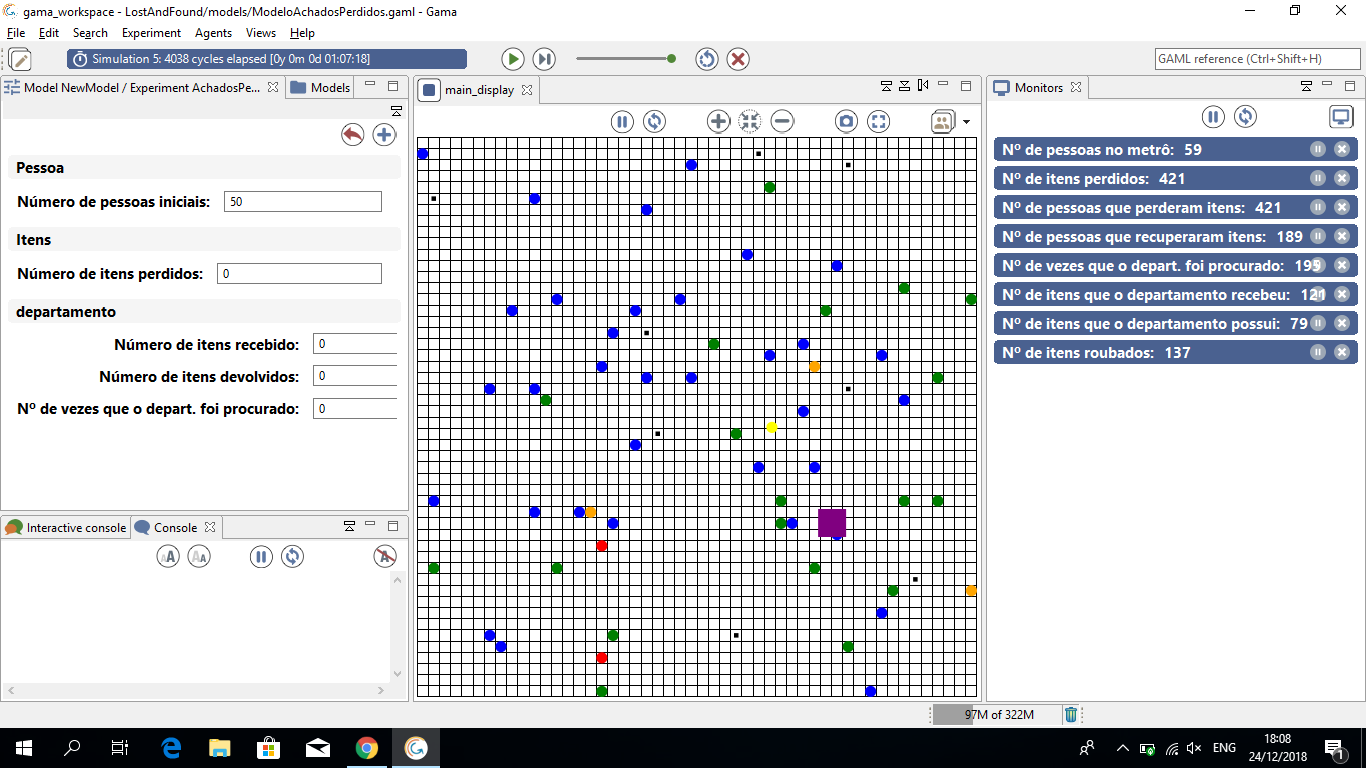 gama_workspace - LostAndFound/models/ModeloAchadosPerdidos.gaml - Gama
File Edit Search Experiment Agents Views Help
Simulation 5: 4038 cycles elapsed [0y 0m 0d 01:07:18]
GAML reference (Ctrl+Shift+H)
Model NewModel / Experiment AchadosPe...
Models
Pessoa
Número de pessoas iniciais: 50
Itens
Número de itens perdidos: 0
departamento
Número de itens recebido: 0
Número de itens devolvidos: 0
Nº de vezes que o depart. foi procurado: 0
Interactive console
Console
main_display
Monitors
Nº de pessoas no metrô: 59
Nº de itens perdidos: 421
Nº de pessoas que perderam itens: 421
Nº de pessoas que recuperaram itens: 189
Nº de vezes que o depart. foi procurado: 195
Nº de itens que o departamento recebeu:
Nº de itens que o departamento possui: 79
Nº de itens roubados: 137
97M of 322M
ENG
18:08
24/12/2018
1